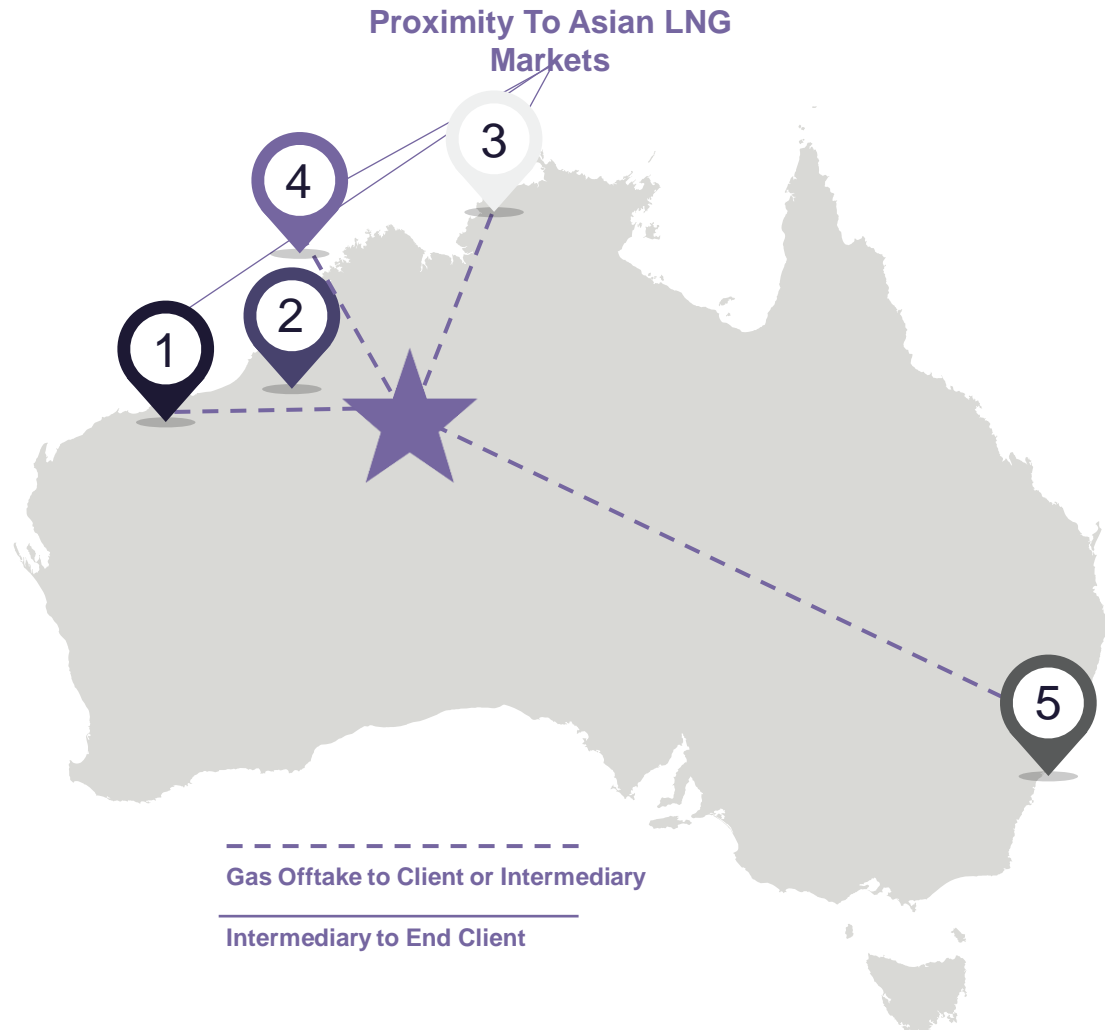 Proximity To Asian LNG
Markets
3
4
2
1
5
Gas Offtake to Client or Intermediary
Intermediary to End Client